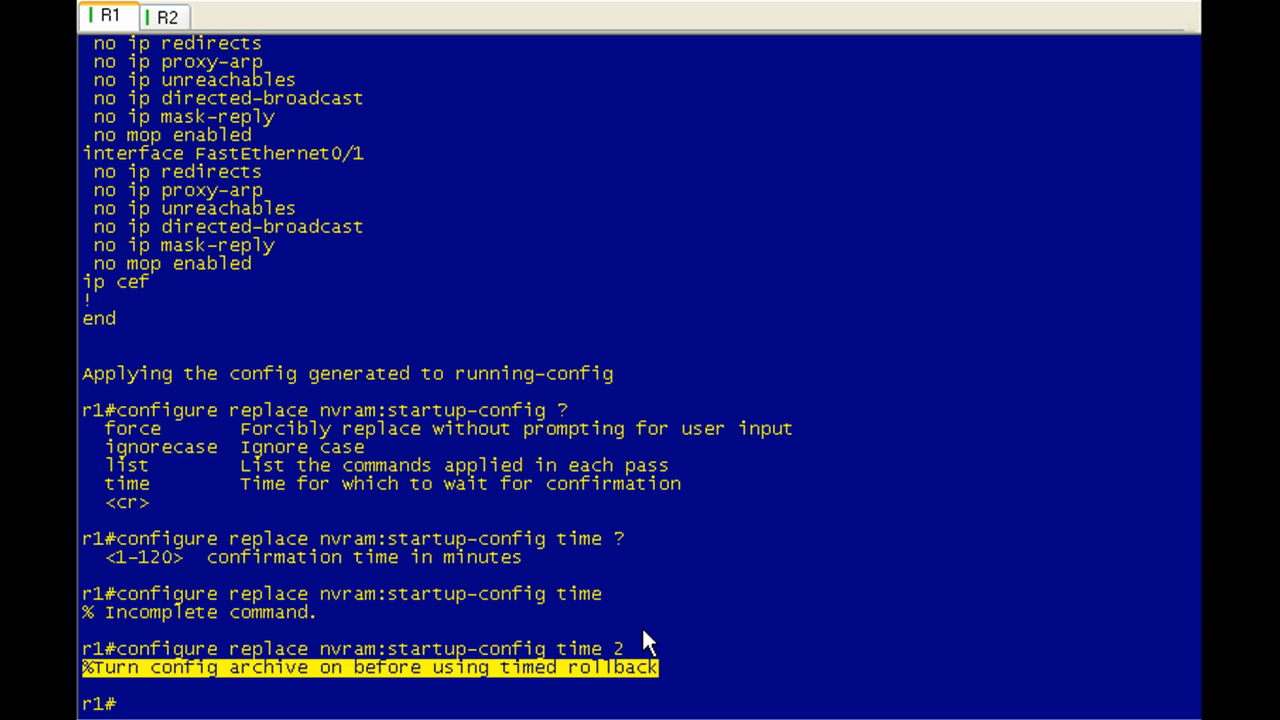 R1 R2
no ip redirects
no ip proxy-arp
no ip unreachables
no ip directed-broadcast
no ip mask-reply
no mop enabled
interface FastEthernet0/1
no ip redirects
no ip proxy-arp
no ip unreachables
no ip directed-broadcast
no ip mask-reply
no mop enabled
ip cef
!
end
Applying the config generated to running-config
r1#configure replace nvram:startup-config ?
force Forcibly replace without prompting for user input
ignorecase Ignore case
list List the commands applied in each pass
time Time for which to wait for confirmation
<cr>
r1#configure replace nvram:startup-config time ?
<1-120> confirmation time in minutes
r1#configure replace nvram:startup-config time
% Incomplete command.
r1#configure replace nvram:startup-config time 2
%Turn config archive on before using timed rollback
r1#